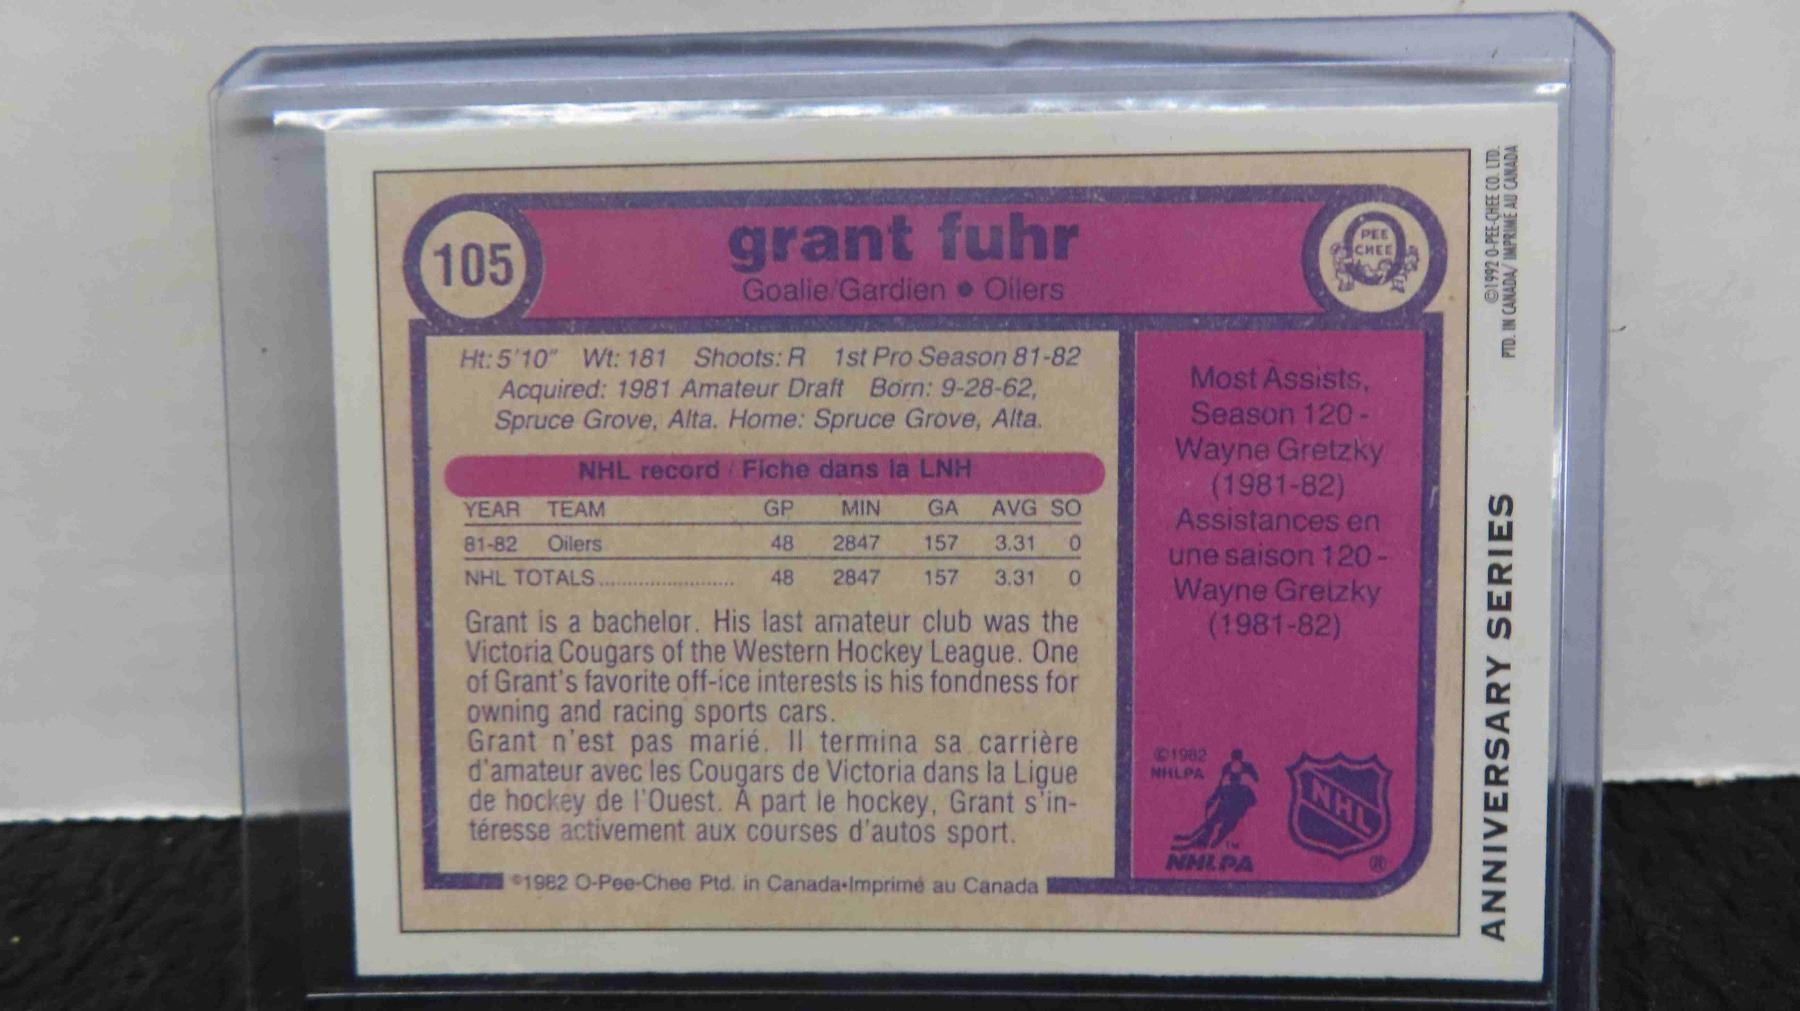 105
grant fuhr
Goalie/Gardien • Oilers
O
PEE
CHEE
Ht: 5'10" Wt: 181 Shoots: R 1st Pro Season 81-82
Acquired: 1981 Amateur Draft Born: 9-28-62,
Spruce Grove, Alta. Home: Spruce Grove, Alta.
NHL record / Fiche dans la LNH
YEAR TEAM GP MIN GA AVG SO
81-82 Oilers 48 2847 157 3.31 0
NHL TOTALS........................ 48 2847 157 3.31 0
Grant is a bachelor. His last amateur club was the
Victoria Cougars of the Western Hockey League. One
of Grant's favorite off-ice interests is his fondness for
owning and racing sports cars.
Grant n'est pas marié. Il termina sa carrière
d'amateur avec les Cougars de Victoria dans la Ligue
de hockey de l'Ouest. À part le hockey, Grant s'in-
téresse activement aux courses d'autos sport.
©1982 O-Pee-Chee Ptd. in Canada•Imprimé au Canada
Most Assists,
Season 120 -
Wayne Gretzky
(1981-82)
Assistances en
une saison 120 -
Wayne Gretzky
(1981-82)
©1982
NHLPA
™
NHLPA
NHL
®
©1992 O-PEE-CHEE CO. LTD.
PTD. IN CANADA/ IMPRIMÉ AU CANADA
ANNIVERSARY SERIES